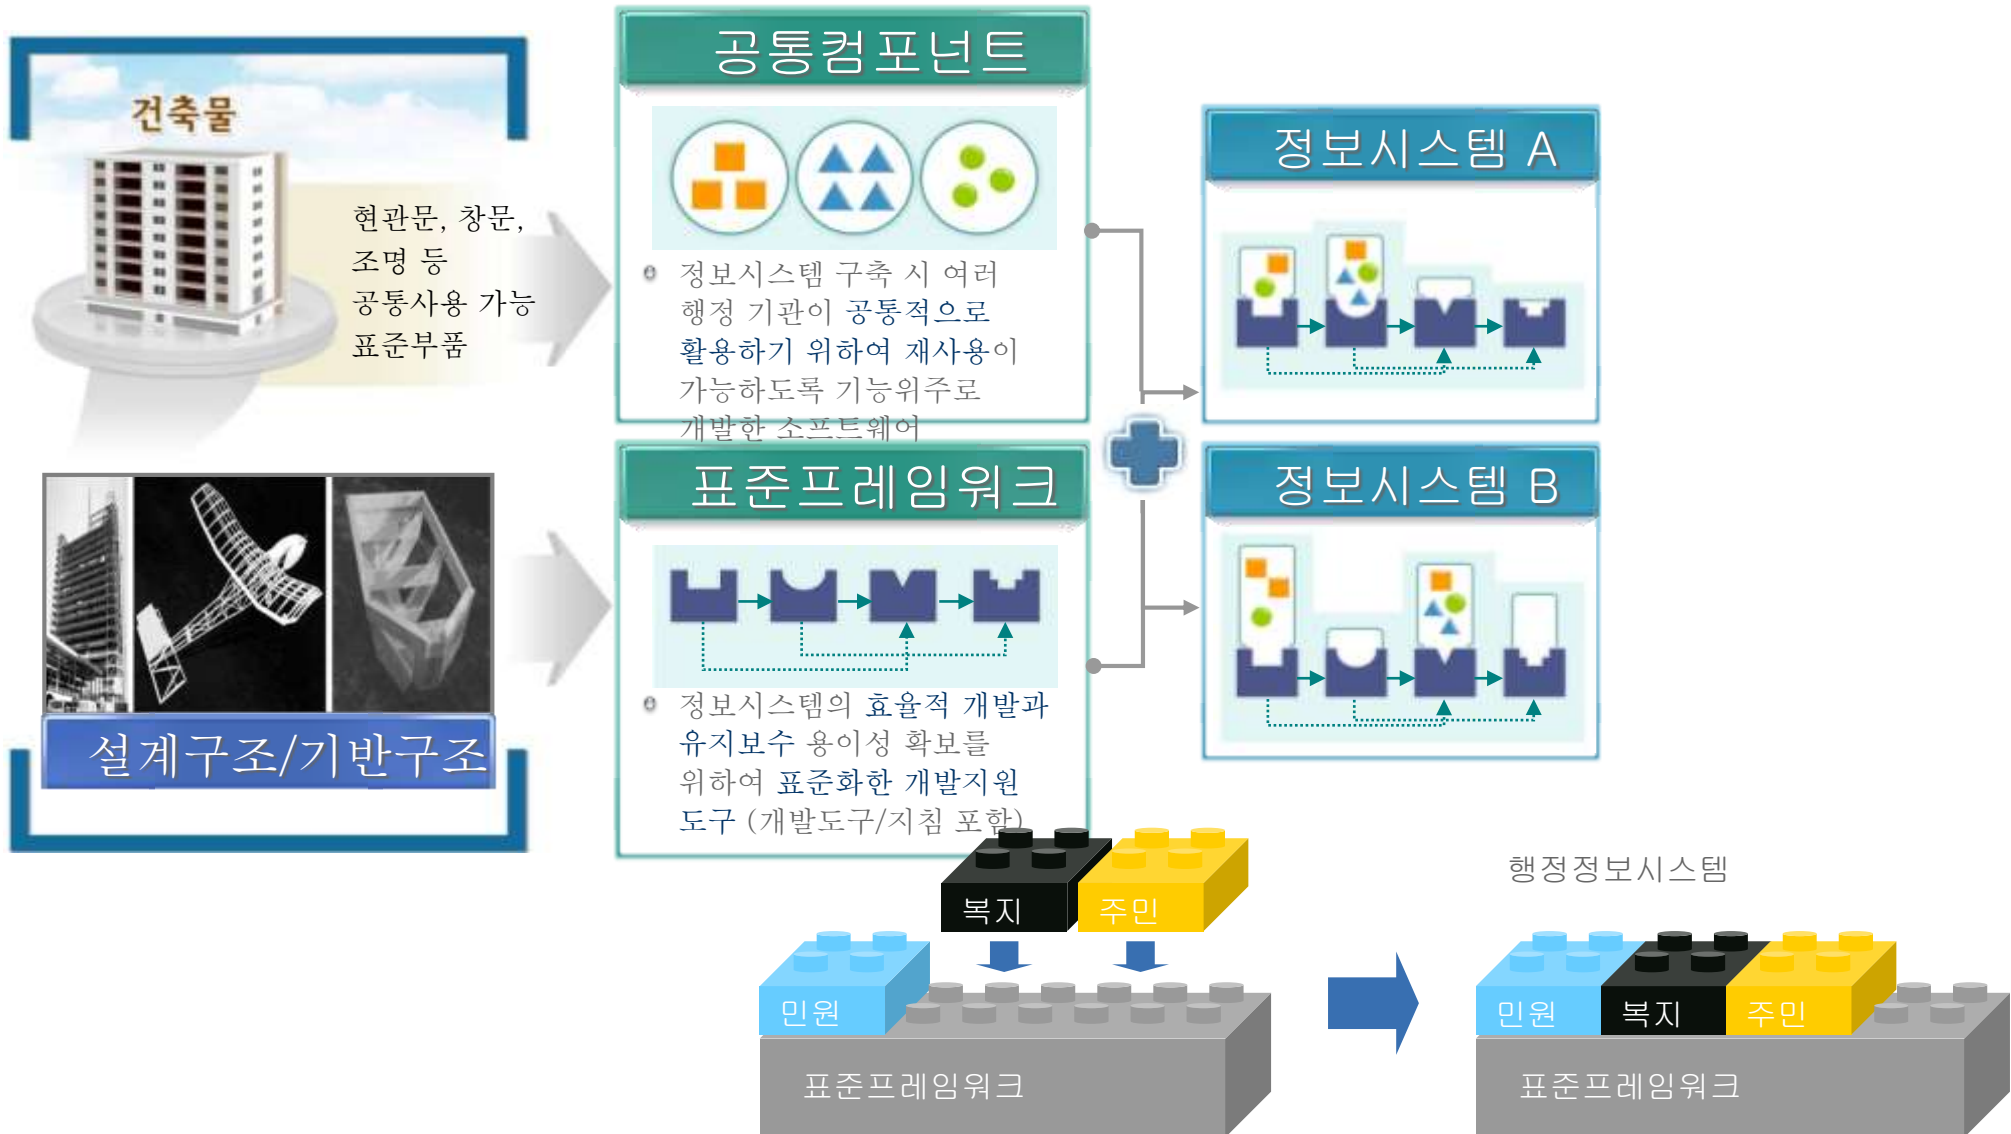 건축물
현관문, 창문,
조명 등
공통사용 가능
표준부품
설계구조/기반구조
공통컴포넌트
정보시스템 구축 시 여러
행정 기관이 공통적으로
활용하기 위하여 재사용이
가능하도록 기능위주로
개발한 소프트웨어
표준프레임워크
정보시스템의 효율적 개발과
유지보수 용이성 확보를
위하여 표준화한 개발지원
도구 (개발도구/지침 포함)
정보시스템 A
정보시스템 B
복지
주민
민원
표준프레임워크
행정정보시스템
민원
복지
주민
표준프레임워크